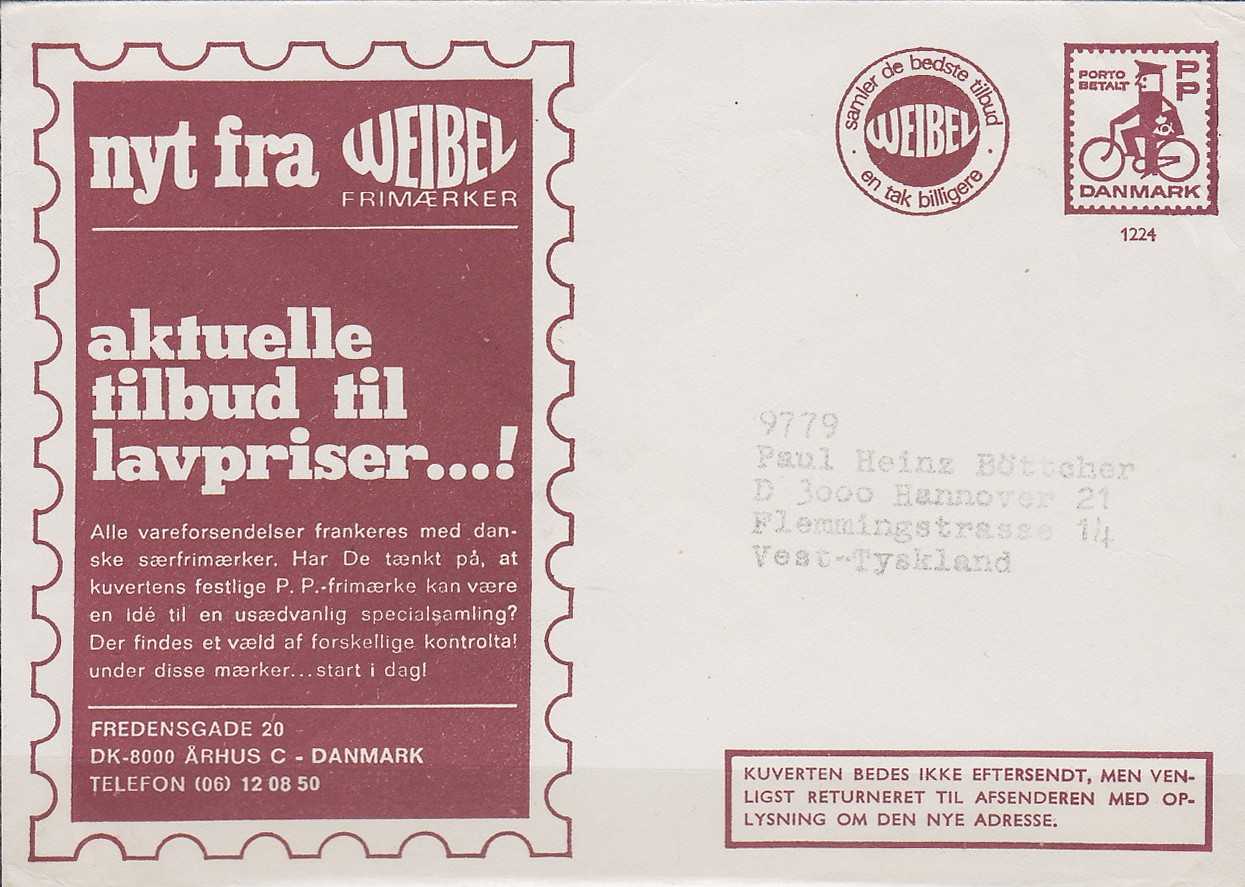 nyt fra WEIBEL
FRIMÆRKER
aktuelle
tilbud til
lavpriser...!
Alle vareforsendelser frankeres med dan-
ske særfrimærker. Har De tænkt på, at
kuvertens festlige P. P.-frimærke kan være
en idé til en usædvanlig specialsamling?
Der findes et væld af forskellige kontroltal
under disse mærker...start i dag!
FREDENSGADE 20
DK-8000 ÅRHUS C - DANMARK
TELEFON (06) 12 08 50
samler de bedste tilbud
WEIBEL
· en tak billigere ·
PORTO
BETALT
PP
DANMARK
1224
9779
Paul Heinz Böttcher
D 3000 Hannover 21
Flemmingstrasse 14
Vest-Tyskland
KUVERTEN BEDES IKKE EFTERSENDT, MEN VEN-
LIGST RETURNERET TIL AFSENDEREN MED OP-
LYSNING OM DEN NYE ADRESSE.